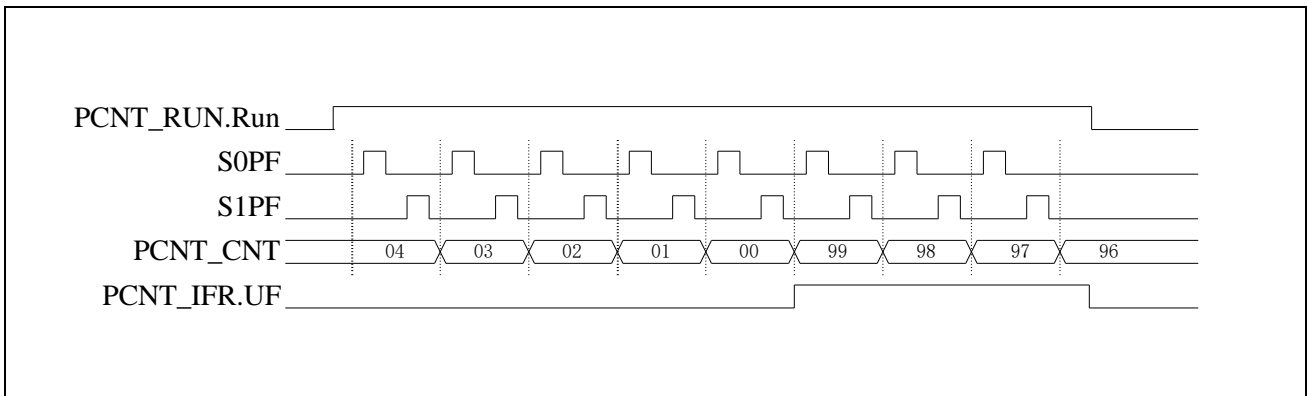 PCNT_RUN.Run
S0PF
S1PF
PCNT_CNT 04 03 02 01 00 99 98 97 96
PCNT_IFR.UF